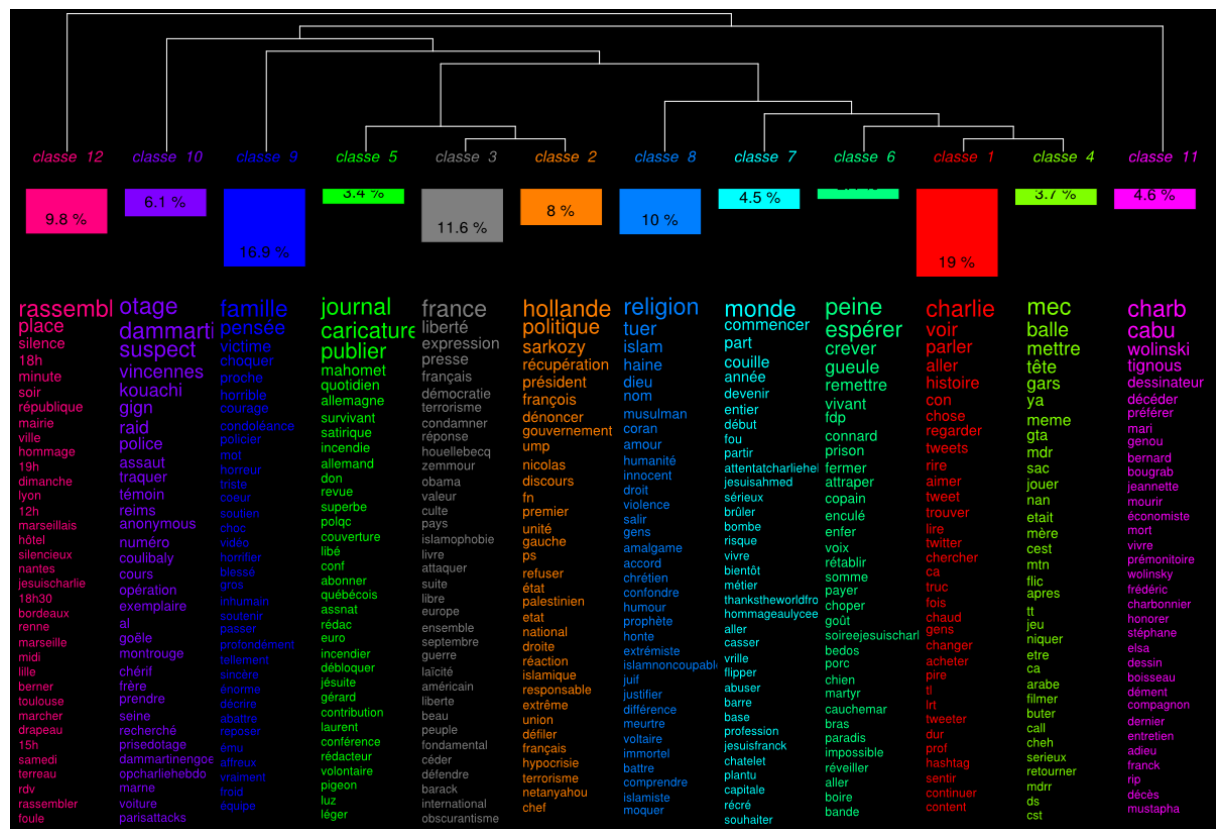 classe 12
classe 10
classe 9
classe 5
classe 3
classe 2
classe 8
classe 7
classe 6
classe 1
classe 4
classe 11
9.8 %
6.1 %
16.9 %
3.4 %
11.6 %
8 %
10 %
4.5 %
19 %
3.7 %
4.6 %
rassembl
place
silence
18h
minute
soir
république
mairie
ville
hommage
19h
dimanche
lyon
12h
marseillais
hôtel
silencieux
nantes
jesuischarlie
18h30
bordeaux
renne
marseille
midi
lille
berner
toulouse
marcher
drapeau
15h
samedi
terreau
rdv
rassembler
foule
otage
dammarti
suspect
vincennes
kouachi
gign
raid
police
assaut
traquer
témoin
reims
anonymous
numéro
coulibaly
cours
opération
exemplaire
al
goële
montrouge
chérif
frère
prendre
seine
recherché
prisedotage
dammartinengoe
opcharliehebdo
marne
voiture
parisattacks
famille
pensée
victime
choquer
proche
horrible
courage
condoléance
policier
mot
horreur
triste
coeur
soutien
choc
vidéo
horrifier
blessé
gros
inhumain
soutenir
passer
profondément
tellement
sincère
énorme
décrire
abattre
reposer
ému
affreux
vraiment
froid
équipe
journal
caricature
publier
mahomet
quotidien
allemagne
survivant
satirique
incendie
allemand
don
revue
superbe
polqc
couverture
libé
conf
abonner
québécois
assnat
rédac
euro
incendier
débloquer
jésuite
gérard
contribution
laurent
conférence
rédacteur
volontaire
pigeon
luz
léger
france
liberté
expression
presse
français
démocratie
terrorisme
condamner
réponse
houellebecq
zemmour
obama
valeur
culte
pays
islamophobie
livre
attaquer
suite
libre
europe
ensemble
septembre
guerre
laïcité
américain
liberte
beau
peuple
fondamental
céder
défendre
barack
international
obscurantisme
hollande
politique
sarkozy
récupération
président
françois
dénoncer
gouvernement
ump
nicolas
discours
fn
premier
unité
gauche
ps
refuser
état
palestinien
etat
national
droite
réaction
islamique
responsable
extrême
union
défiler
français
hypocrisie
terrorisme
netanyahou
chef
religion
tuer
islam
haine
dieu
nom
musulman
coran
amour
humanité
innocent
droit
violence
salir
gens
amalgame
accord
chrétien
confondre
humour
prophète
honte
extrémiste
islamnoncoupabl
juif
justifier
différence
meurtre
voltaire
immortel
battre
comprendre
islamiste
moquer
monde
commencer
part
couille
année
devenir
entier
début
fou
partir
attentatcharliehel
jesuisahmed
sérieux
brûler
bombe
risque
vivre
bientôt
métier
thankstheworldfro
hommageaulycee
aller
casser
vrille
flipper
abuser
barre
base
profession
jesuisfranck
chatelet
plantu
capitale
récré
souhaiter
peine
espérer
crever
gueule
remettre
vivant
fdp
connard
prison
fermer
attraper
copain
enculé
enfer
voix
rétablir
somme
payer
choper
goût
soireejesuischarl
bedos
porc
chien
martyr
cauchemar
bras
paradis
impossible
réveiller
aller
boire
bande
charlie
voir
parler
aller
histoire
con
chose
regarder
tweets
rire
aimer
tweet
trouver
lire
twitter
chercher
ca
truc
fois
chaud
gens
changer
acheter
pire
tl
lrt
tweeter
dur
prof
hashtag
sentir
continuer
content
mec
balle
mettre
tête
gars
ya
meme
gta
mdr
sac
jouer
nan
etait
mère
cest
mtn
flic
apres
tt
jeu
niquer
etre
ca
arabe
filmer
buter
call
cheh
serieux
retourner
mdrr
ds
cst
charb
cabu
wolinski
tignous
dessinateur
décéder
préférer
mari
genou
bernard
bougrab
jeannette
mourir
économiste
mort
vivre
prémonitoire
wolinsky
frédéric
charbonnier
honorer
stéphane
elsa
dessin
boisseau
dément
compagnon
dernier
entretien
adieu
franck
rip
décès
mustapha